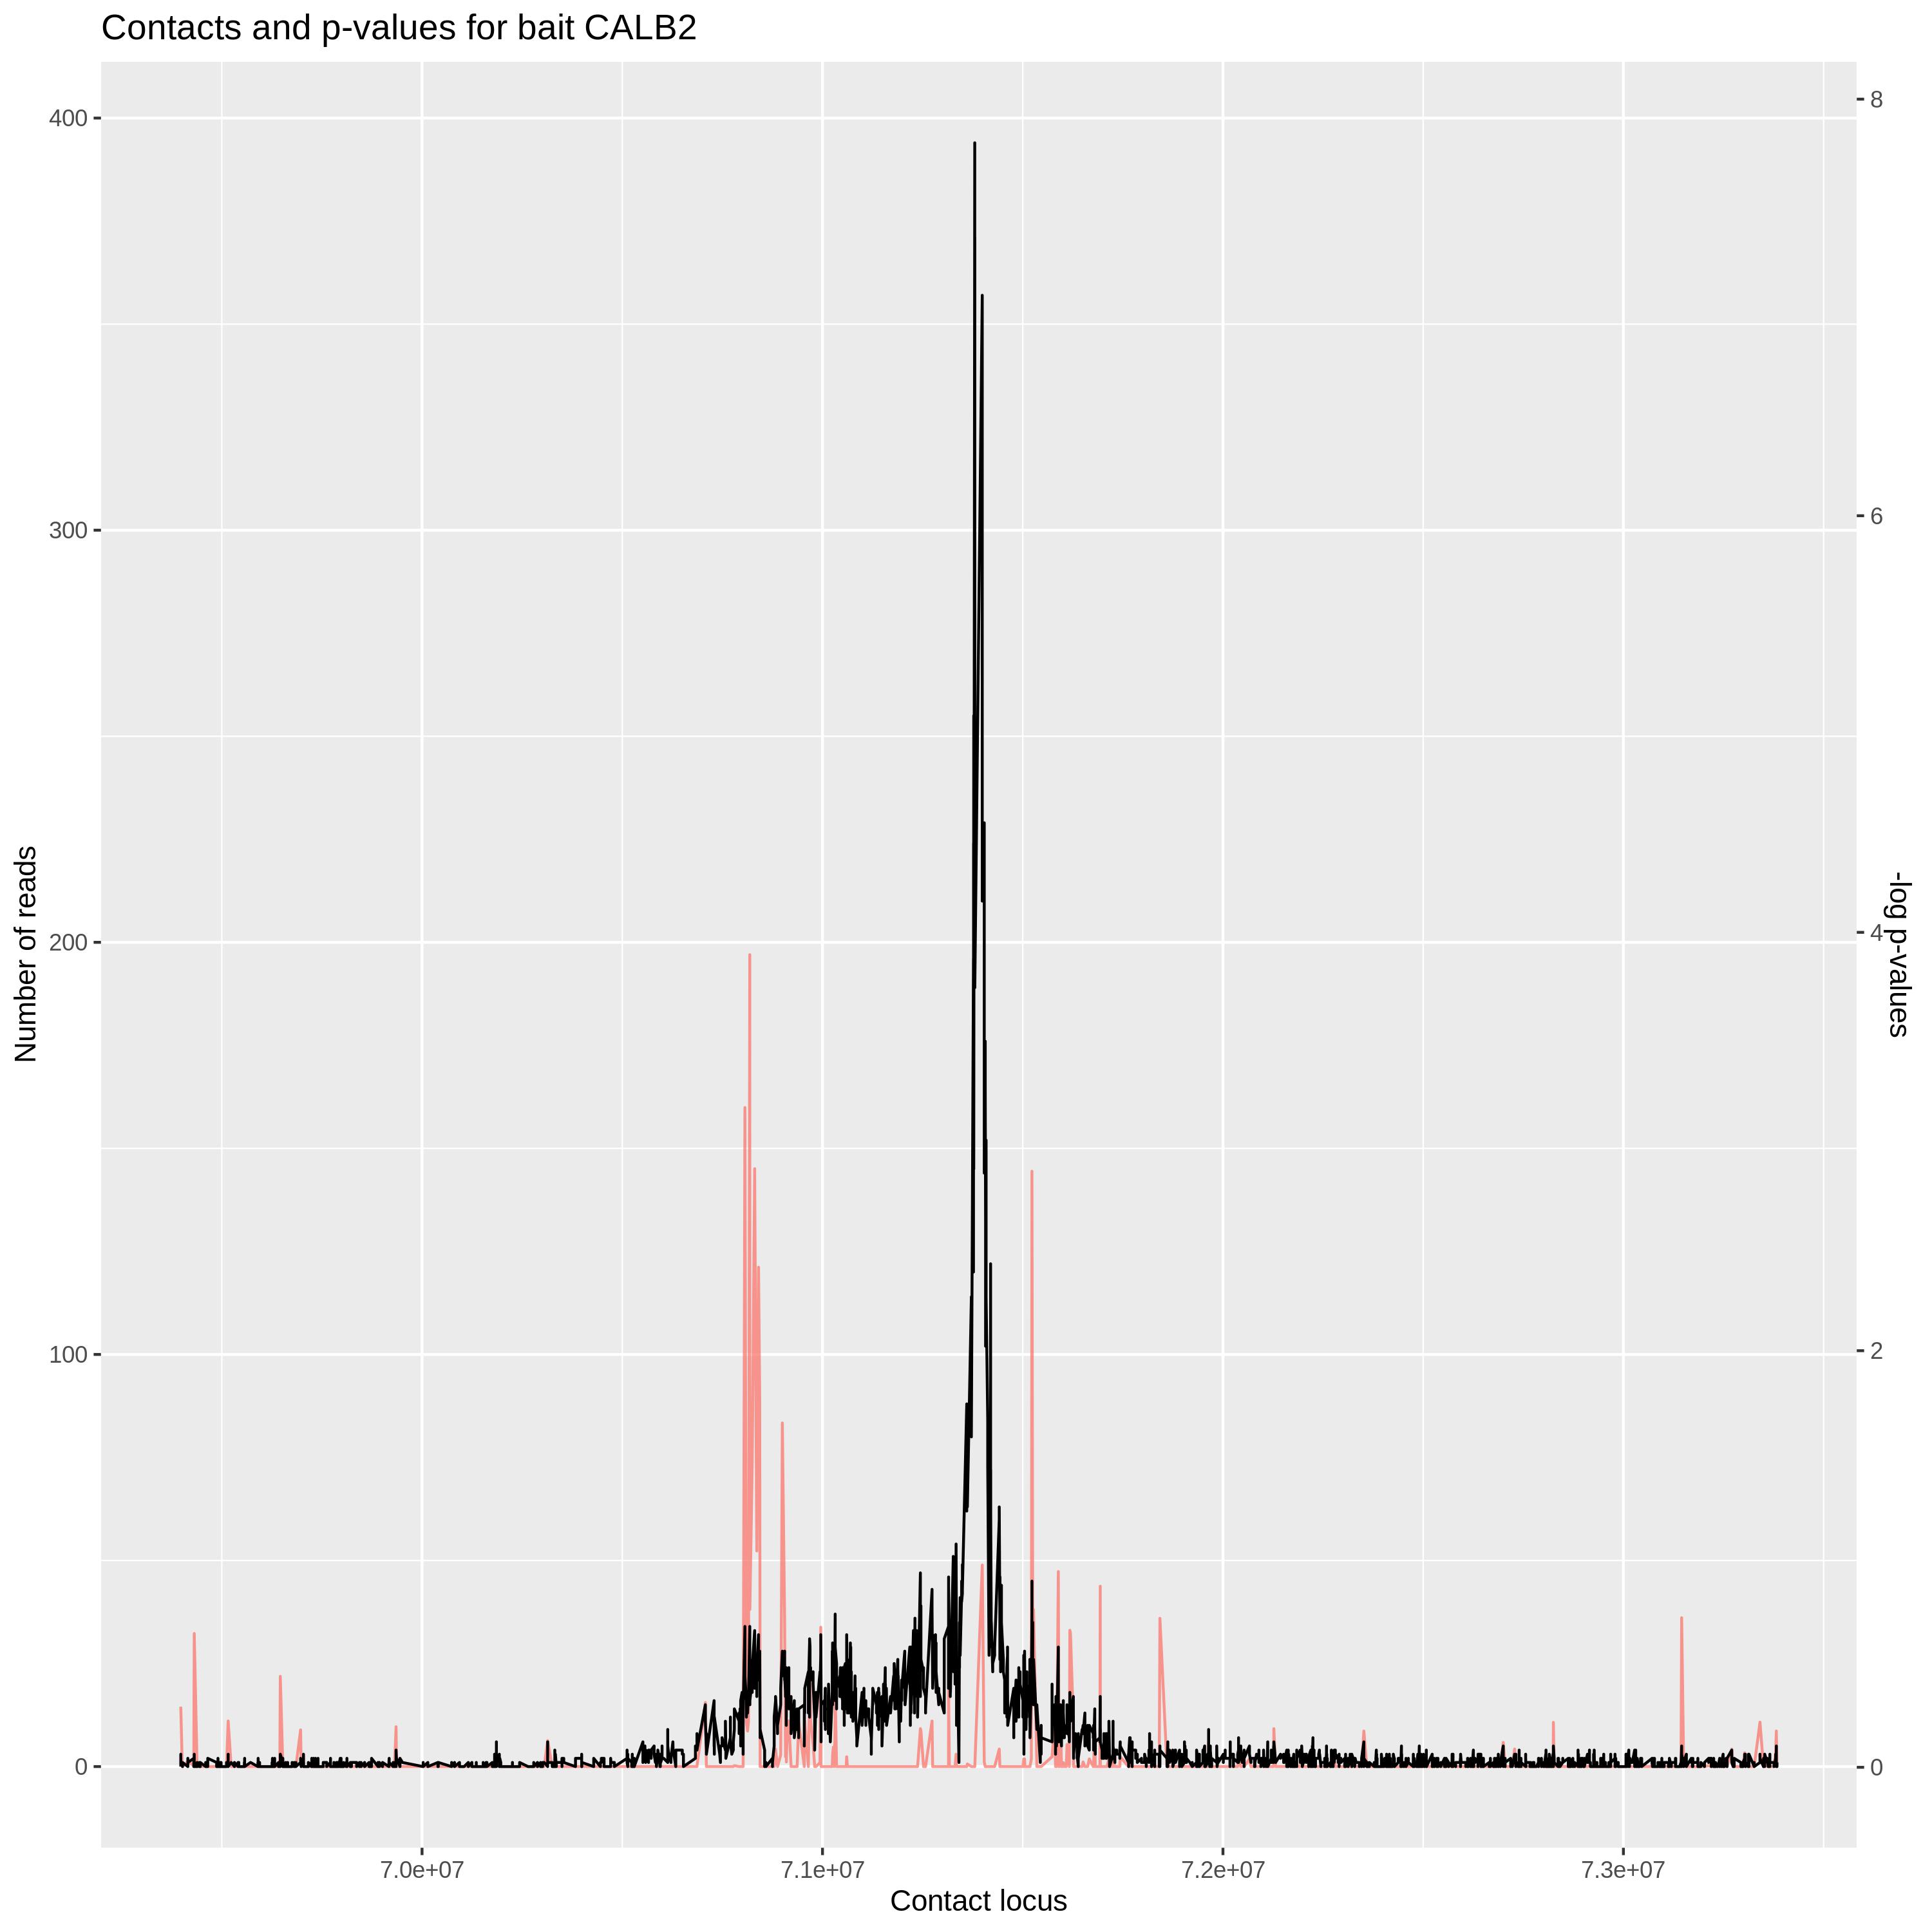 Contacts and p-values for bait CALB2
400
300
200
100
0
8
6
4
2
0
Number of reads
-log p-values
7.0e+07
7.1e+07
7.2e+07
7.3e+07
Contact locus